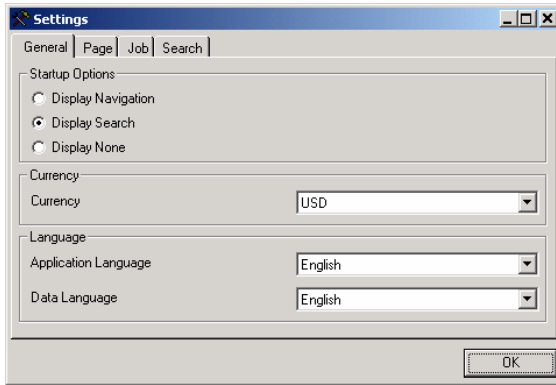 Settings
General Page Job Search
Startup Options
Display Navigation
Display Search
Display None
Currency
Currency USD
Language
Application Language English
Data Language English
OK